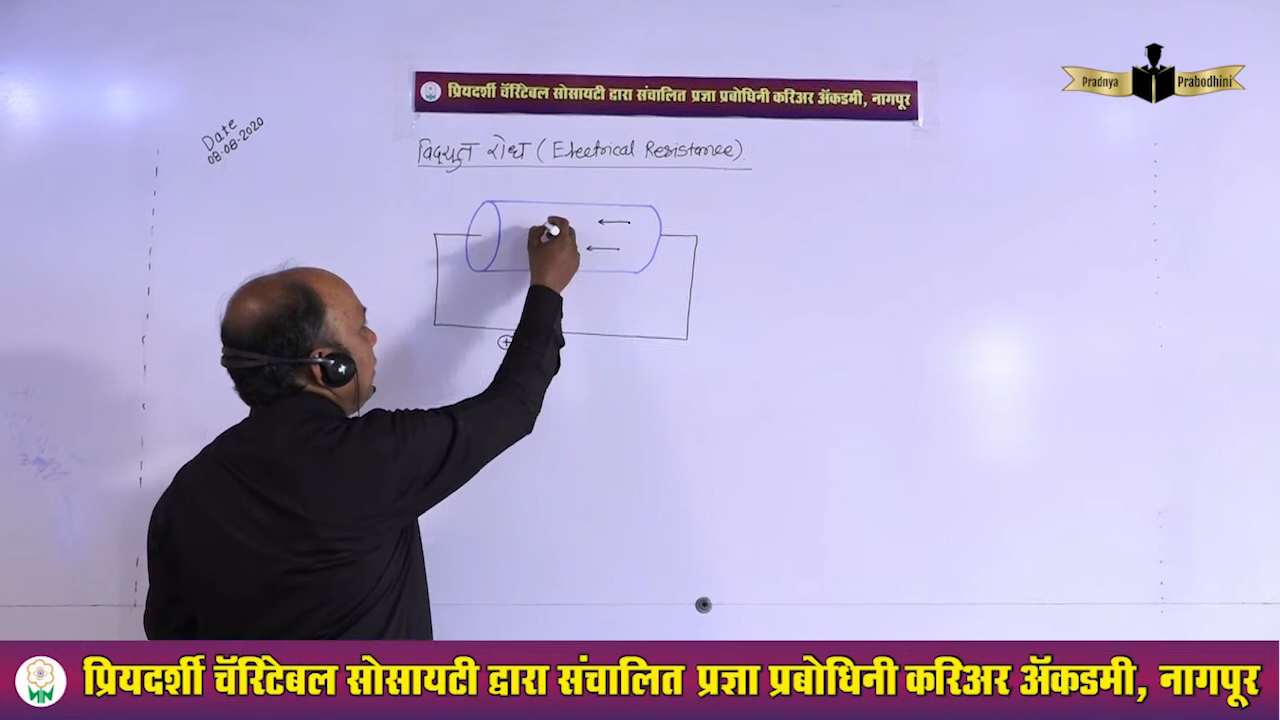 Pradnya Prabodhini
प्रियदर्शी चॅरिटेबल सोसायटी द्वारा संचालित प्रज्ञा प्रबोधिनी करिअर ॲकडमी, नागपूर
Date
08-08-2020
विद्युत रोध (Electrical Resistance).
+
प्रियदर्शी चॅरिटेबल सोसायटी द्वारा संचालित प्रज्ञा प्रबोधिनी करिअर ॲकडमी, नागपूर